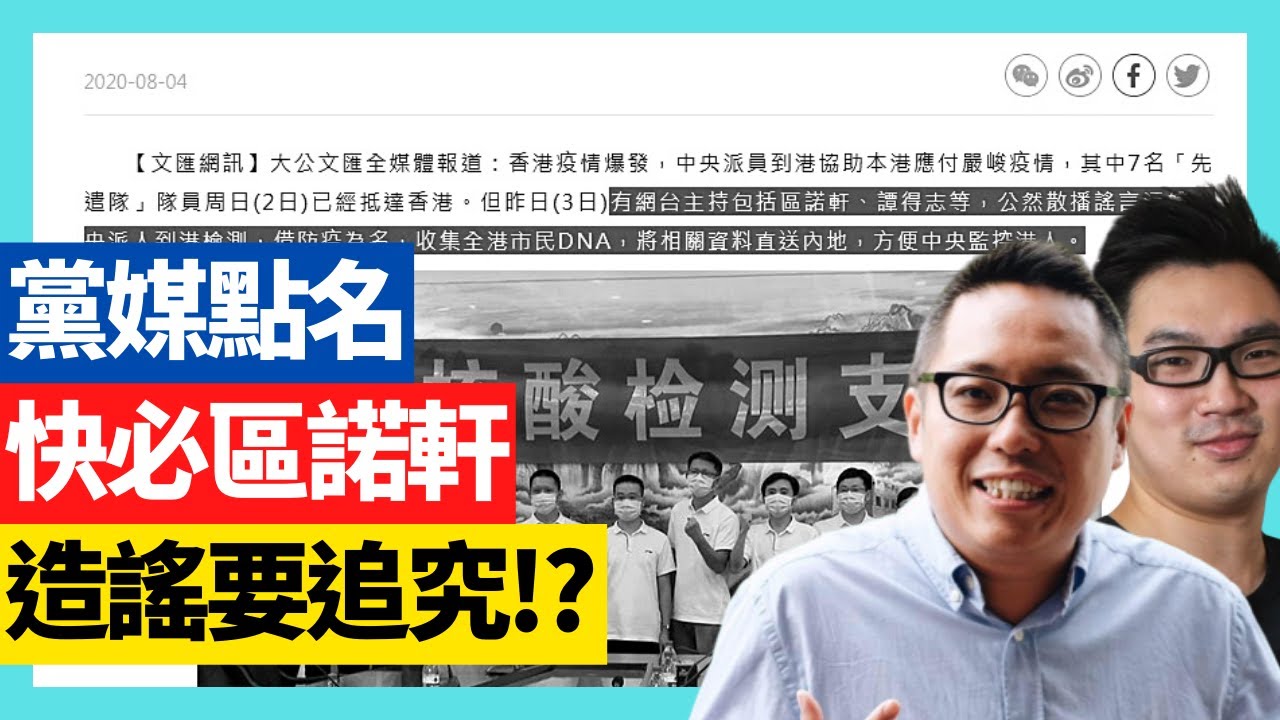 2020-08-04
【文匯網訊】大公文匯全媒體報道：香港疫情爆發，中央派員到港協助本港應付嚴峻疫情，其中7名「先
遣隊」隊員周日(2日)已經抵達香港。但昨日(3日)有網台主持包括區諾軒、譚得志等，公然散播謠言
央派人到港檢測，借防疫為名，收集全港市民DNA，將相關資料直送內地，方便中央監控港人。
黨媒點名
核酸检测支
快必區諾軒
造謠要追究!?